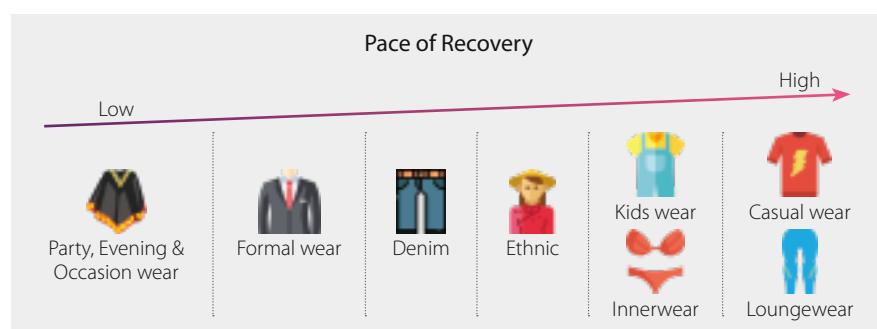 Pace of Recovery
Low
High
Party, Evening &
Occasion wear
Formal wear
Denim
Ethnic
Kids wear
Innerwear
Casual wear
Loungewear